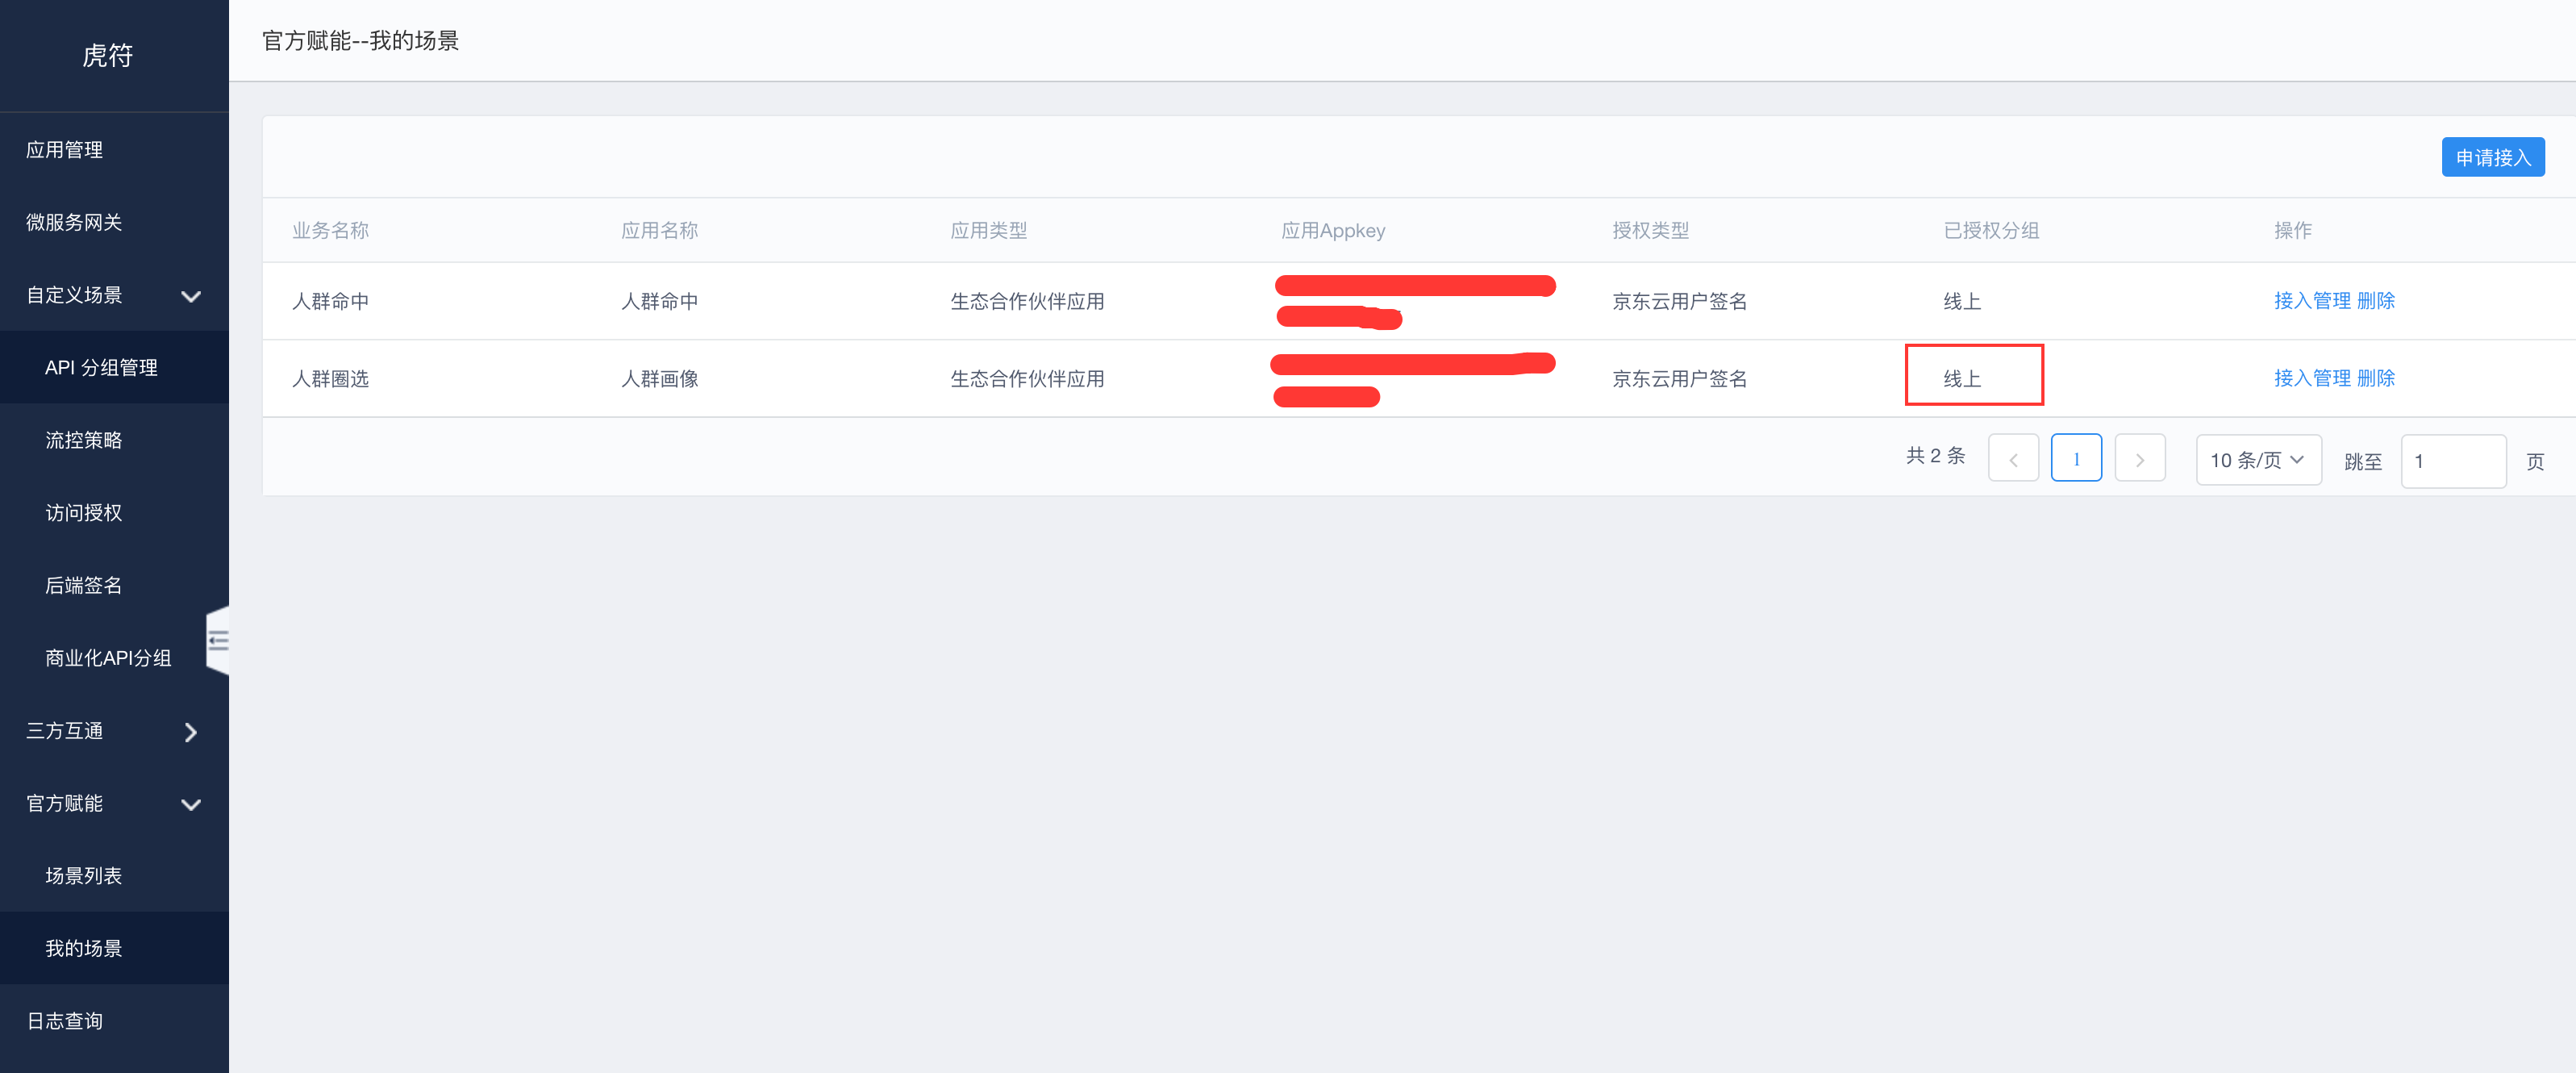 虎符
应用管理
微服务网关
自定义场景
API 分组管理
流控策略
访问授权
后端签名
商业化API分组
三方互通
官方赋能
场景列表
我的场景
日志查询
官方赋能--我的场景
申请接入
业务名称 应用名称 应用类型 应用Appkey 授权类型 已授权分组 操作
人群命中 人群命中 生态合作伙伴应用 京东云用户签名 线上 接入管理 删除
人群圈选 人群画像 生态合作伙伴应用 京东云用户签名 线上 接入管理 删除
共 2 条 1 10 条/页 跳至 1 页